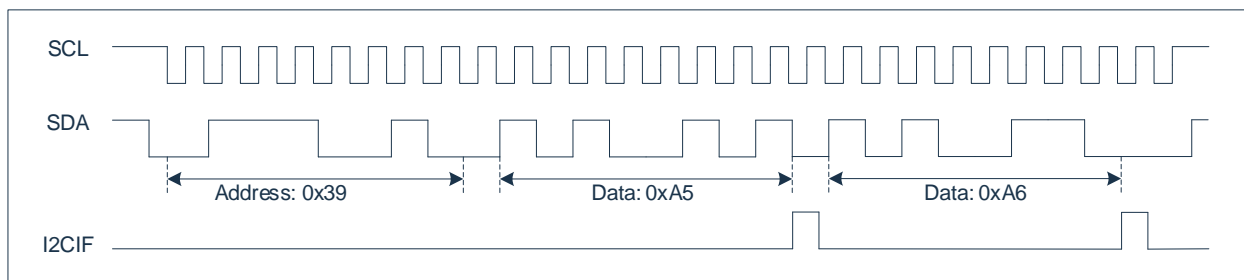 SCL
SDA
Address: 0x39 Data: 0xA5 Data: 0xA6
I2CIF